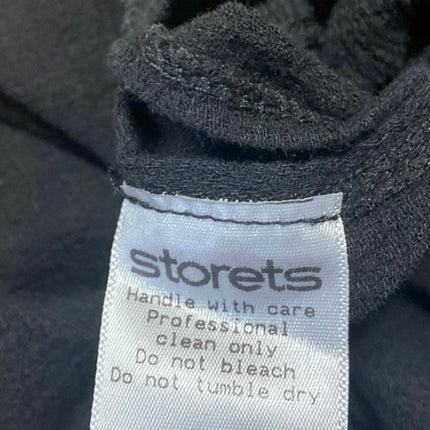 storets
Handle with care
Professional
clean only
Do not bleach
Do not tumble dry